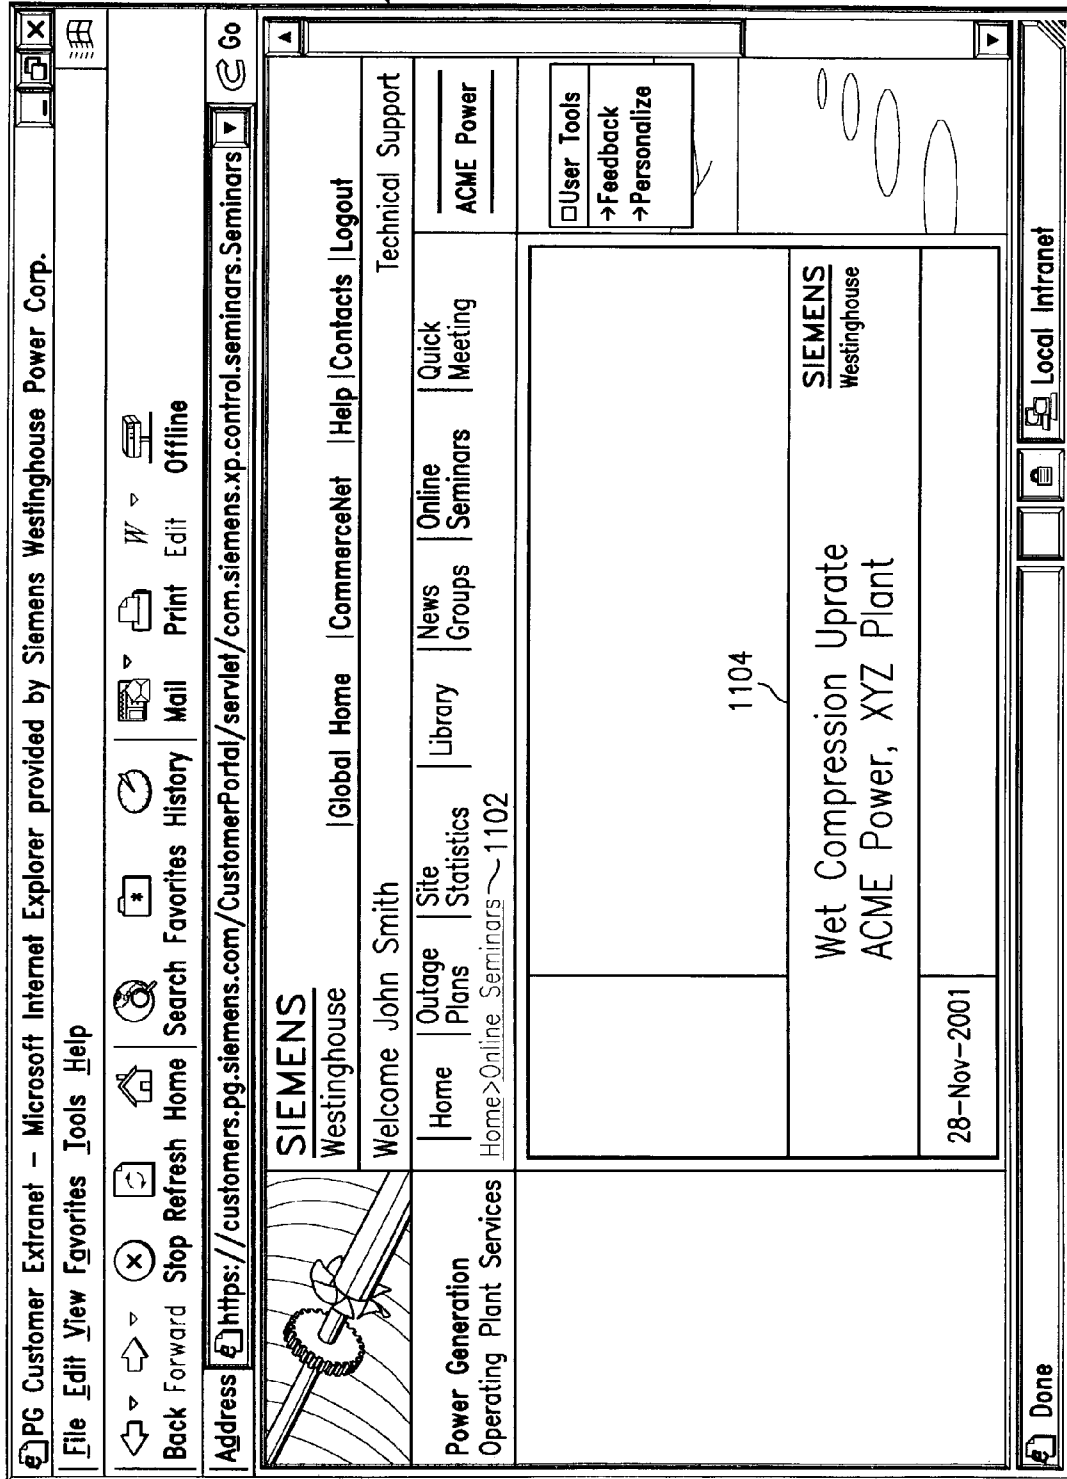 PG Customer Extranet – Microsoft Internet Explorer provided by Siemens Westinghouse Power Corp.
File Edit View Favorites Tools Help
Back Forward Stop Refresh Home Search Favorites History Mail Print Edit Offline
Address https://customers.pg.siemens.com/CustomerPortal/servlet/com.siemens.xp.control.seminars.Seminars Go
SIEMENS
Westinghouse
|Global Home |CommerceNet |Help |Contacts |Logout
Welcome John Smith
Technical Support
Power Generation
Operating Plant Services
|Home |Outage Plans |Site Statistics |Library |News Groups |Online Seminars |Quick Meeting
ACME Power
Home>Online Seminars 1102
User Tools
→Feedback
→Personalize
1104
Wet Compression Uprate
ACME Power, XYZ Plant
SIEMENS
Westinghouse
28-Nov-2001
Done
Local Intranet